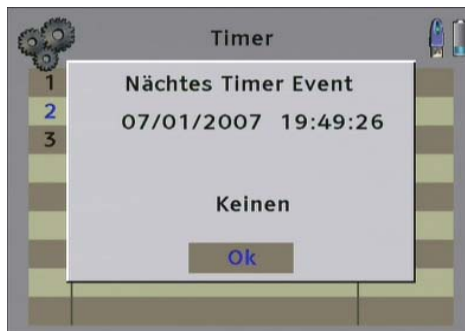 Timer
1
2
3
Nächtes Timer Event
07/01/2007 19:49:26
Keinen
Ok